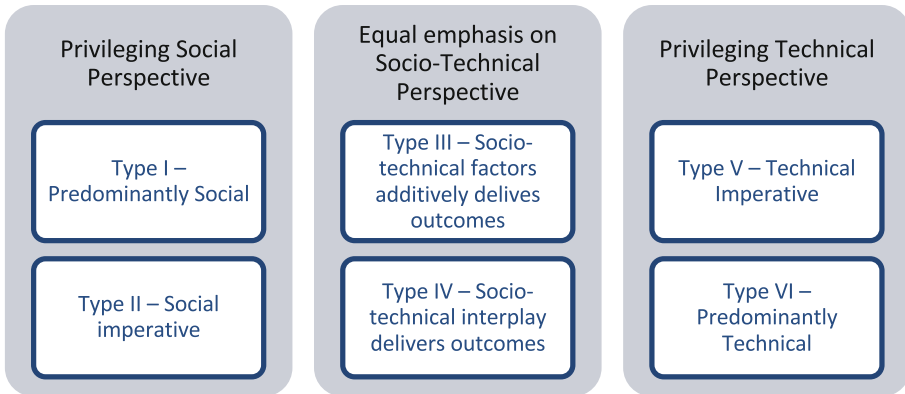 Privileging Social
Perspective
Type I –
Predominantly Social
Type II – Social
imperative
Equal emphasis on
Socio-Technical
Perspective
Type III – Socio-
technical factors
additively delives
outcomes
Type IV – Socio-
technical interplay
delivers outcomes
Privileging Technical
Perspective
Type V – Technical
Imperative
Type VI –
Predominantly
Technical